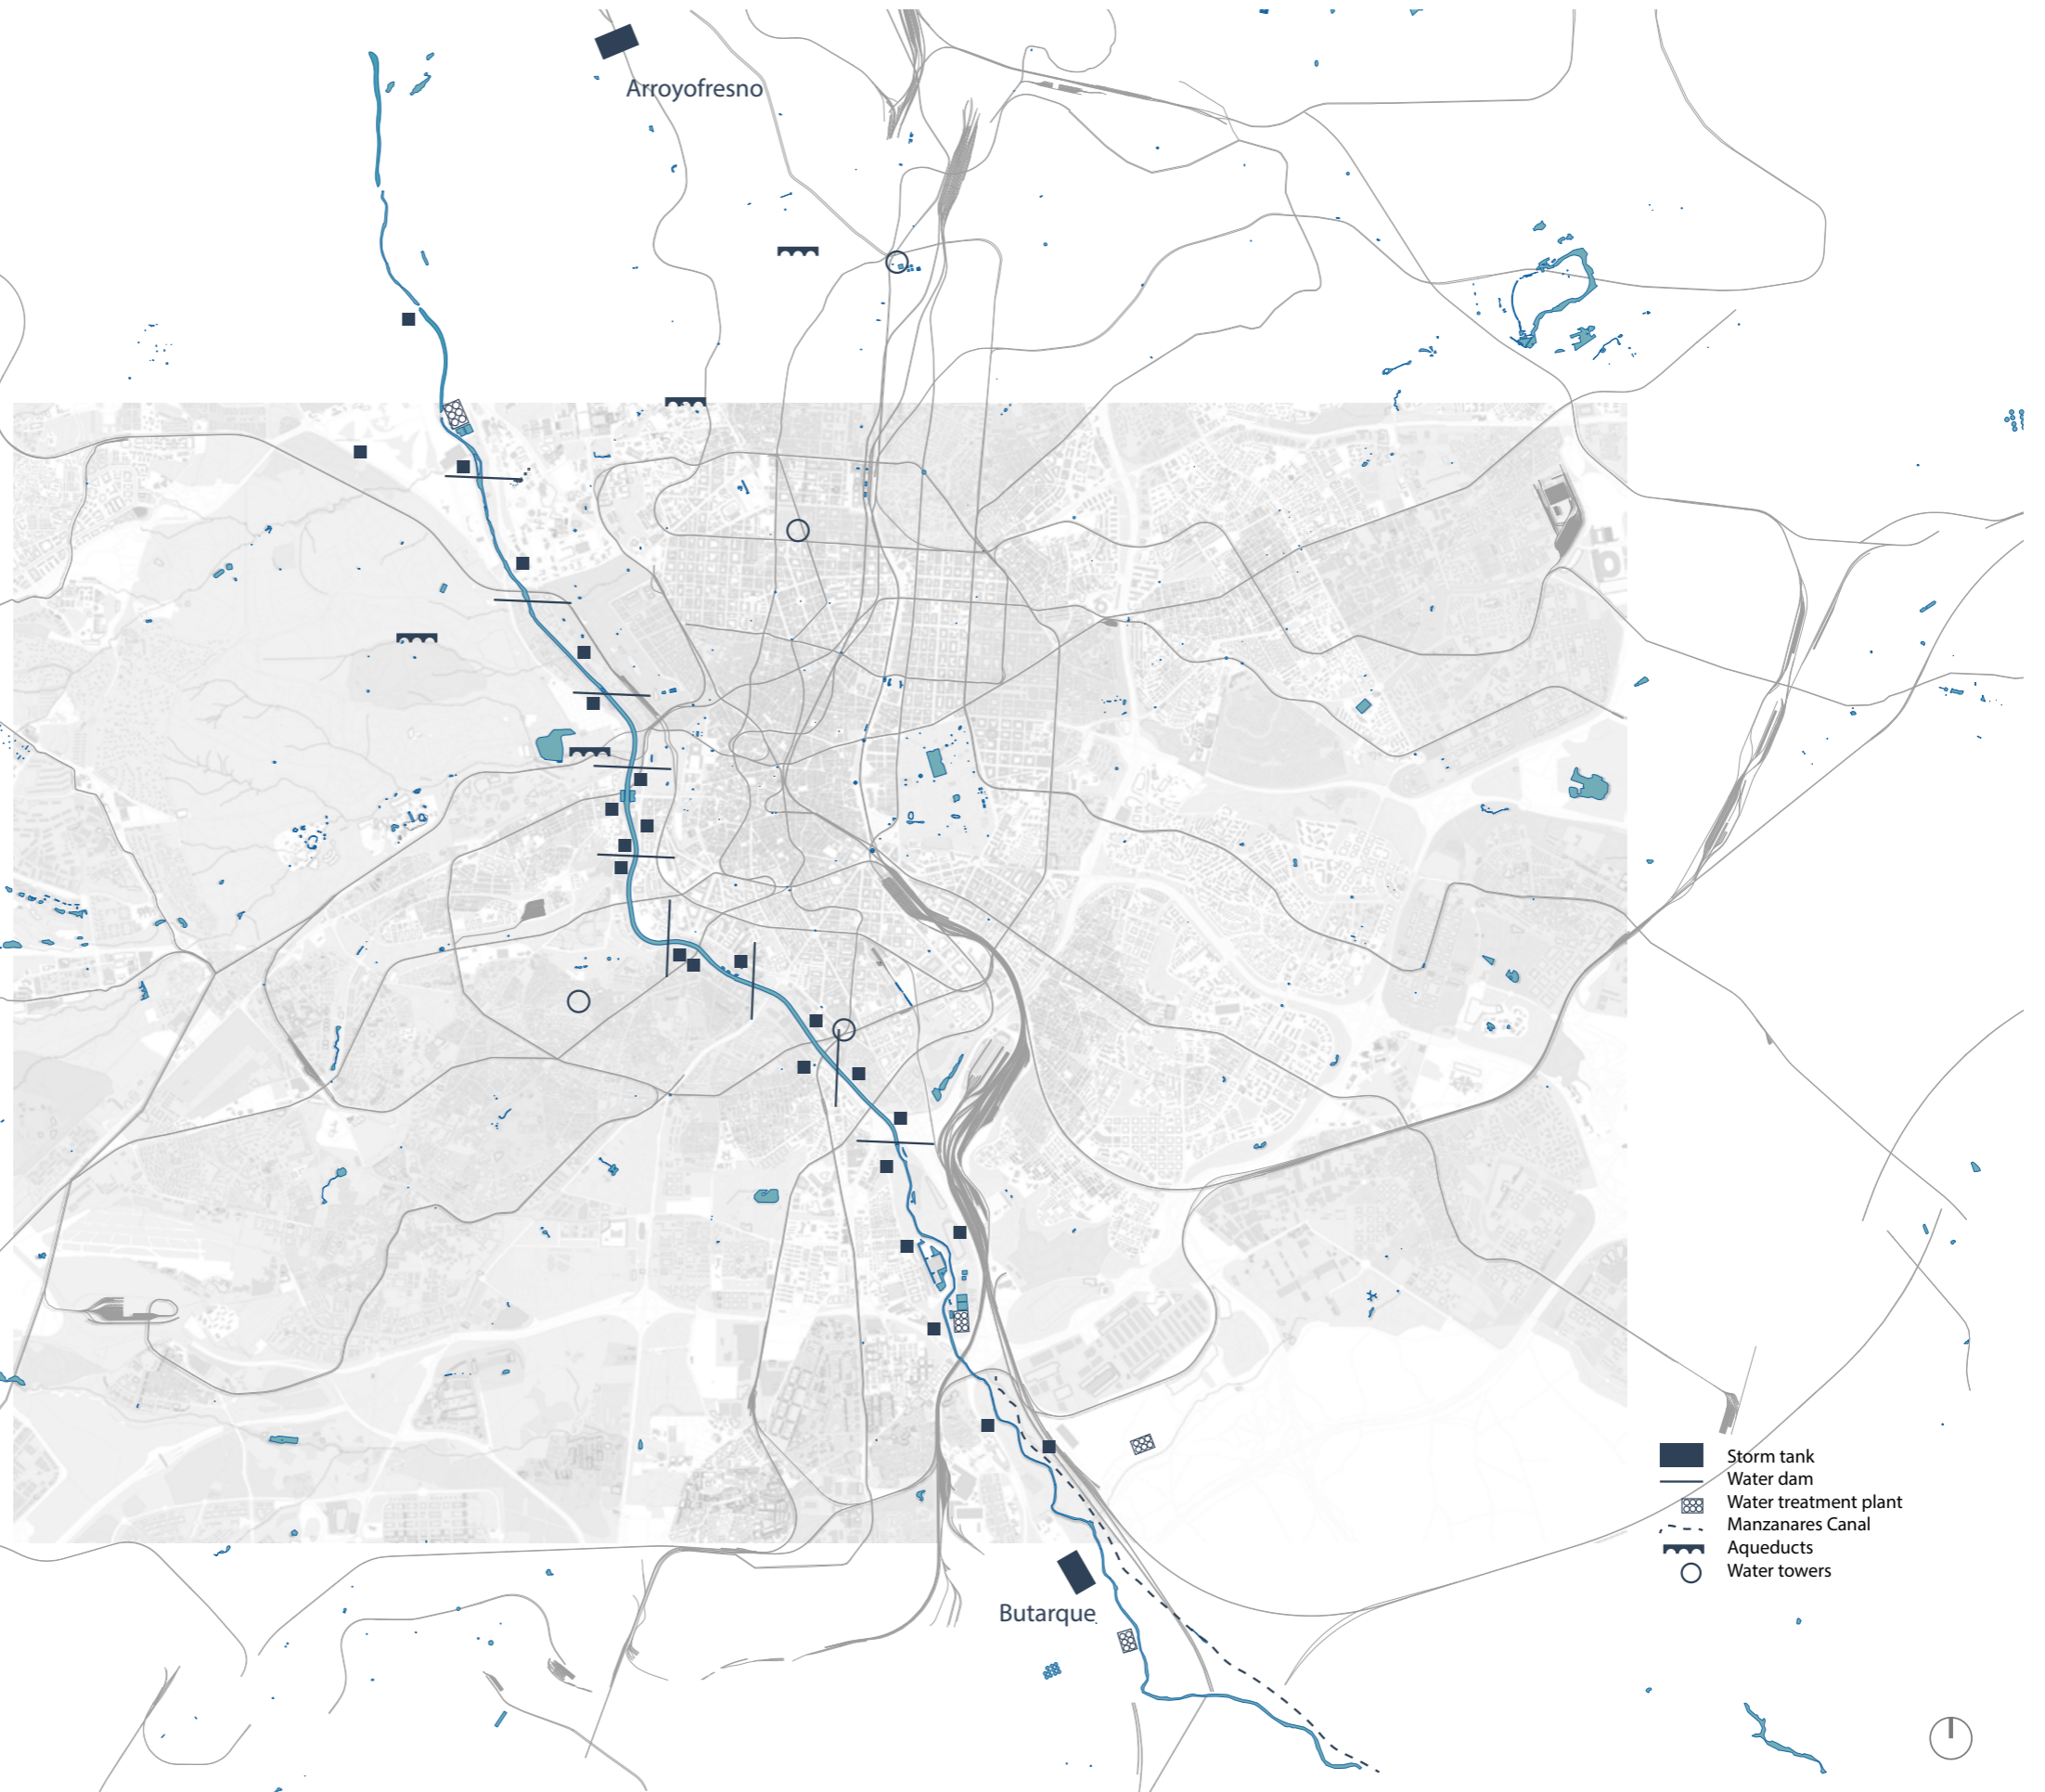 Arroyofresno
Storm tank
Water dam
Water treatment plant
Manzanares Canal
Aqueducts
Water towers
Butarque